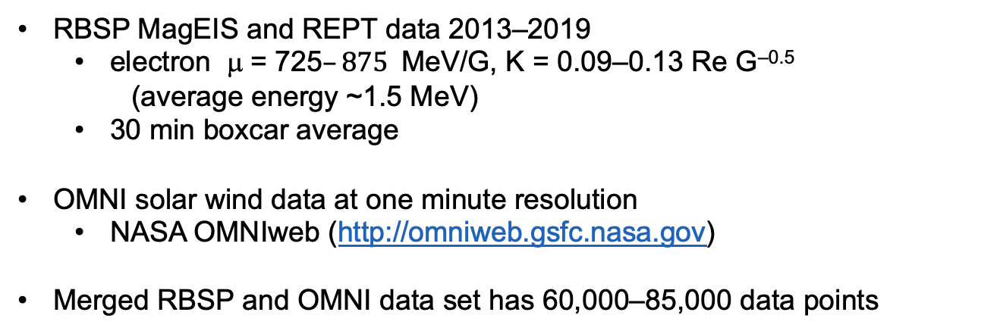 • RBSP MagEIS and REPT data 2013–2019
• electron μ = 725–875 MeV/G, K = 0.09–0.13 Re G–0.5
(average energy ~1.5 MeV)
• 30 min boxcar average
• OMNI solar wind data at one minute resolution
• NASA OMNIweb (http://omniweb.gsfc.nasa.gov)
• Merged RBSP and OMNI data set has 60,000–85,000 data points